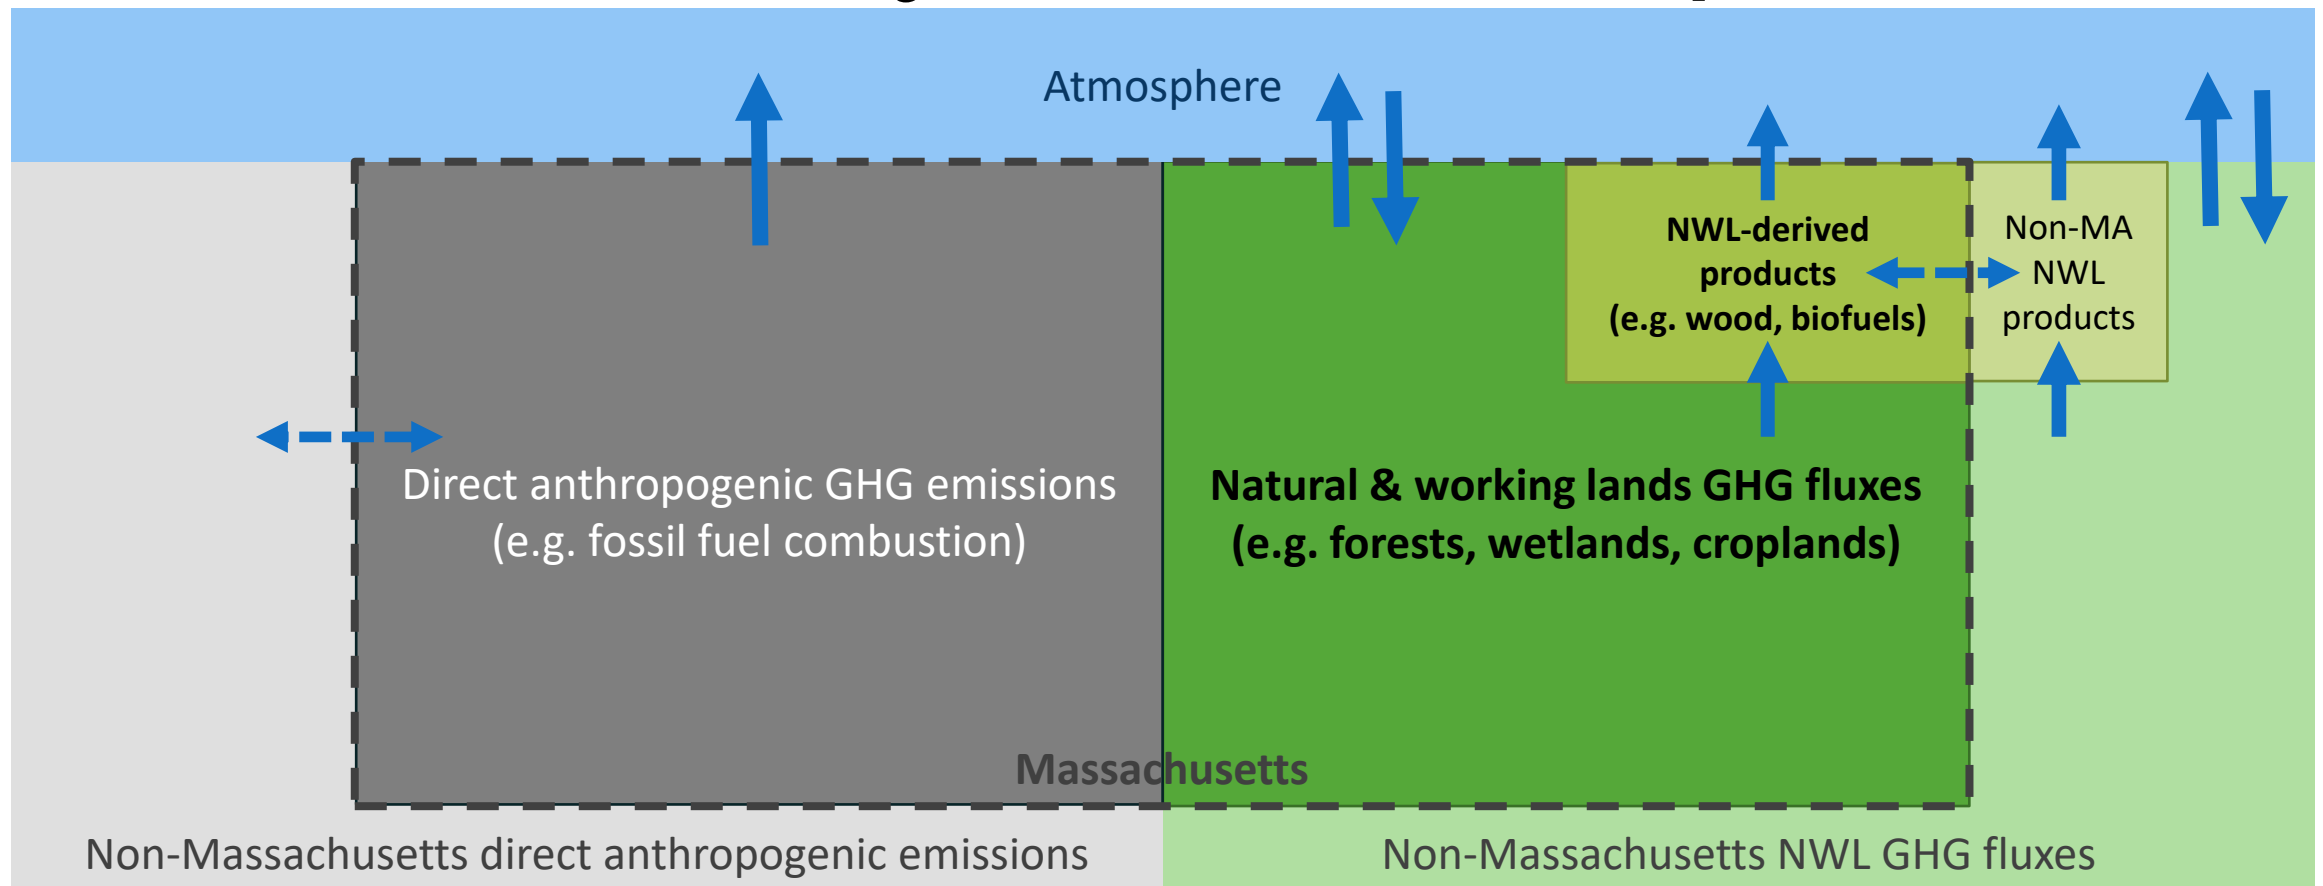 Atmosphere
NWL-derived
products
(e.g. wood, biofuels)
Non-MA
NWL
products
Direct anthropogenic GHG emissions
(e.g. fossil fuel combustion)
Natural & working lands GHG fluxes
(e.g. forests, wetlands, croplands)
Massachusetts
Non-Massachusetts direct anthropogenic emissions
Non-Massachusetts NWL GHG fluxes